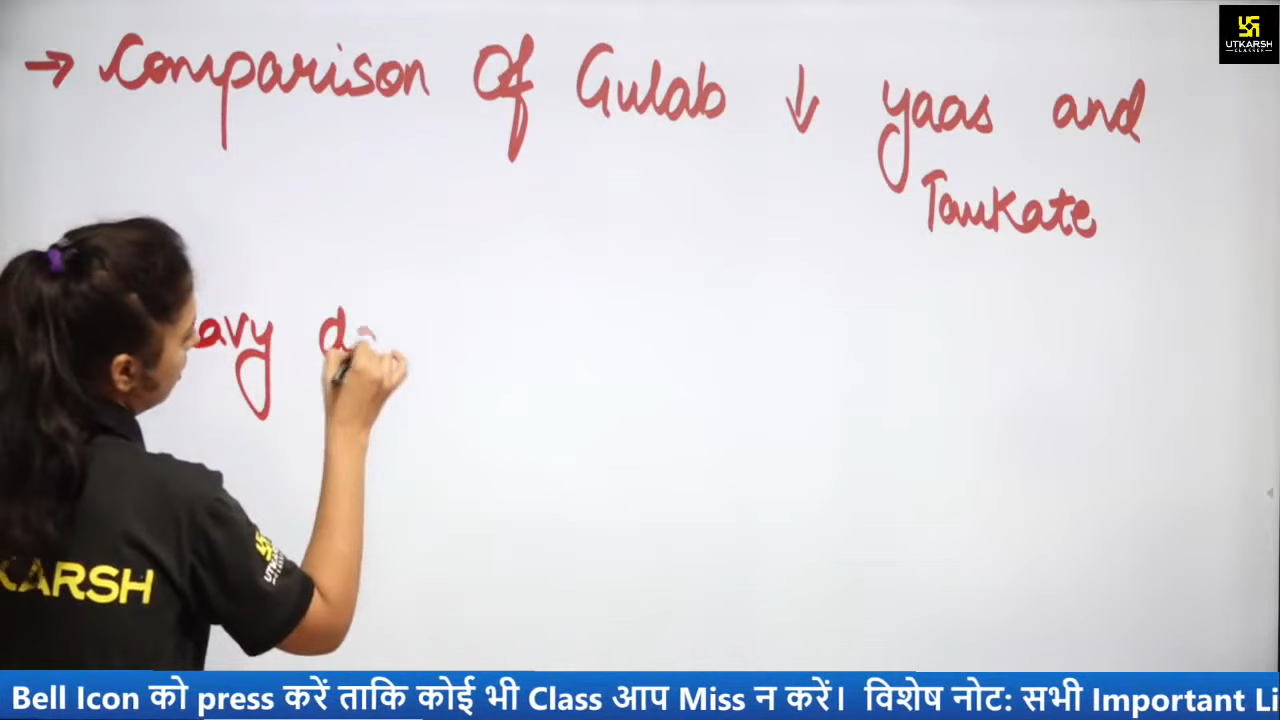 UTKARSH
CLASSES
→ Comparison Of Gulab ↓ yaas and
Taukate
avy d
KARSH
Bell Icon को press करें ताकि कोई भी Class आप Miss न करें। विशेष नोट: सभी Important Li